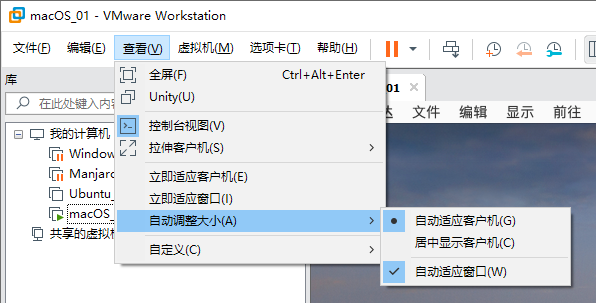 macOS_01 - VMware Workstation
文件(F) 编辑(E) 查看(V) 虚拟机(M) 选项卡(T) 帮助(H)
库
在此处键入内容
我的计算机
Window
Manjaro
Ubuntu_
macOS_
共享的虚拟机
全屏(F) Ctrl+Alt+Enter
Unity(U)
控制台视图(V)
拉伸客户机(S)
立即适应客户机(E)
立即适应窗口(I)
自动调整大小(A)
自定义(C)
自动适应客户机(G)
居中显示客户机(C)
自动适应窗口(W)
01
文件 编辑 显示 前往